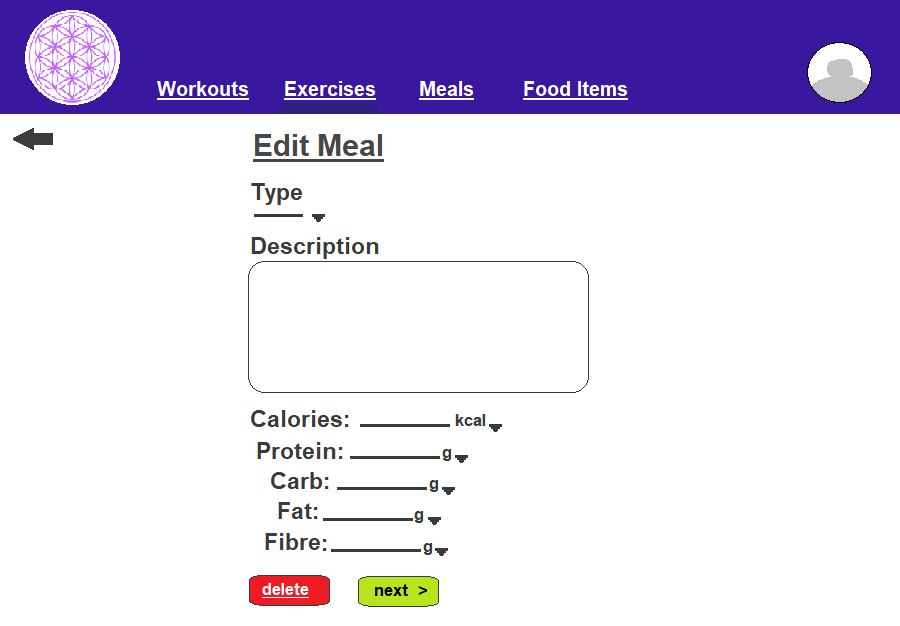 Workouts Exercises Meals Food Items
Edit Meal
Type
Description
Calories: kcal
Protein: g
Carb: g
Fat: g
Fibre: g
delete next >